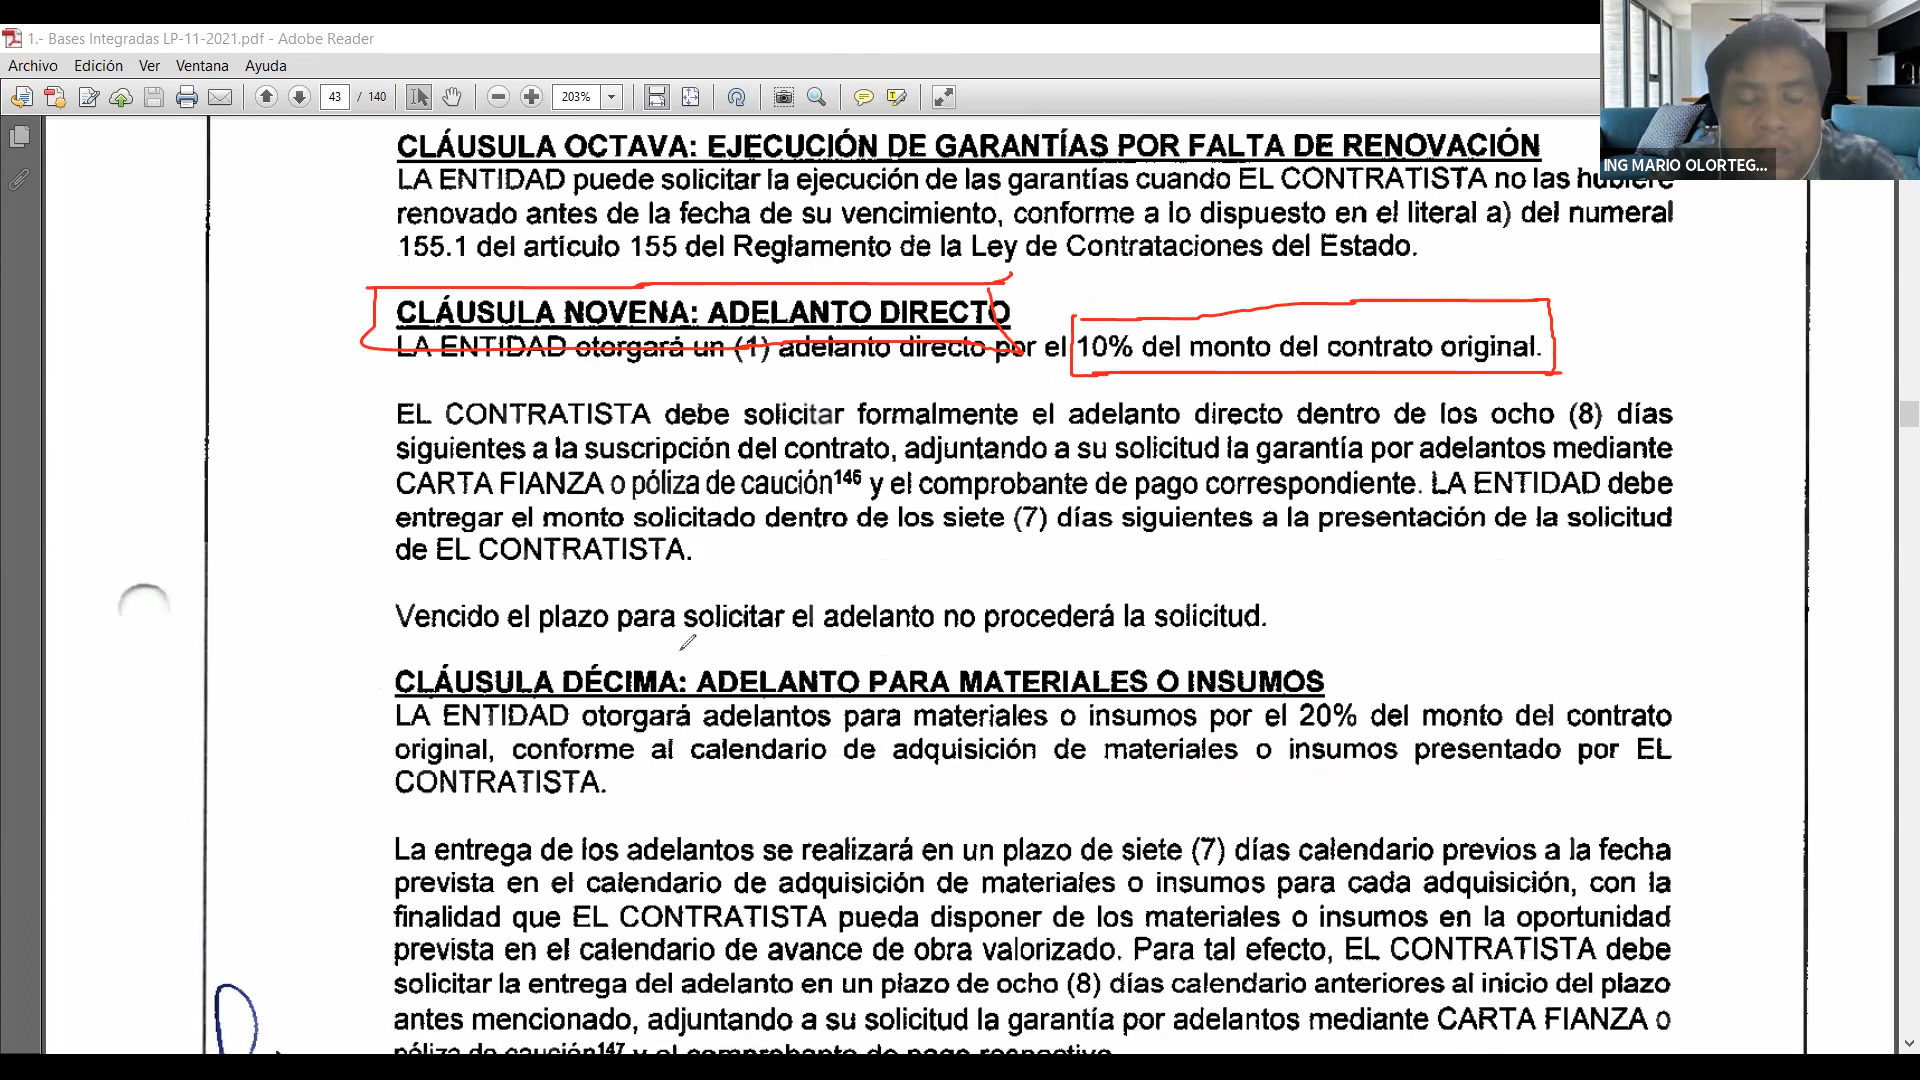 1.- Bases Integradas LP-11-2021.pdf - Adobe Reader
Archivo Edición Ver Ventana Ayuda
43 / 140 203%
ING MARIO OLORTEG...
CLÁUSULA OCTAVA: EJECUCIÓN DE GARANTÍAS POR FALTA DE RENOVACIÓN
LA ENTIDAD puede solicitar la ejecución de las garantías cuando EL CONTRATISTA no las hubiere
renovado antes de la fecha de su vencimiento, conforme a lo dispuesto en el literal a) del numeral
155.1 del artículo 155 del Reglamento de la Ley de Contrataciones del Estado.
CLÁUSULA NOVENA: ADELANTO DIRECTO
LA ENTIDAD otorgará un (1) adelanto directo por el 10% del monto del contrato original.
EL CONTRATISTA debe solicitar formalmente el adelanto directo dentro de los ocho (8) días
siguientes a la suscripción del contrato, adjuntando a su solicitud la garantía por adelantos mediante
CARTA FIANZA o póliza de caución146 y el comprobante de pago correspondiente. LA ENTIDAD debe
entregar el monto solicitado dentro de los siete (7) días siguientes a la presentación de la solicitud
de EL CONTRATISTA.
Vencido el plazo para solicitar el adelanto no procederá la solicitud.
CLÁUSULA DÉCIMA: ADELANTO PARA MATERIALES O INSUMOS
LA ENTIDAD otorgará adelantos para materiales o insumos por el 20% del monto del contrato
original, conforme al calendario de adquisición de materiales o insumos presentado por EL
CONTRATISTA.
La entrega de los adelantos se realizará en un plazo de siete (7) días calendario previos a la fecha
prevista en el calendario de adquisición de materiales o insumos para cada adquisición, con la
finalidad que EL CONTRATISTA pueda disponer de los materiales o insumos en la oportunidad
prevista en el calendario de avance de obra valorizado. Para tal efecto, EL CONTRATISTA debe
solicitar la entrega del adelanto en un plazo de ocho (8) días calendario anteriores al inicio del plazo
antes mencionado, adjuntando a su solicitud la garantía por adelantos mediante CARTA FIANZA o
póliza de caución147 y el comprobante de pago respectivo.